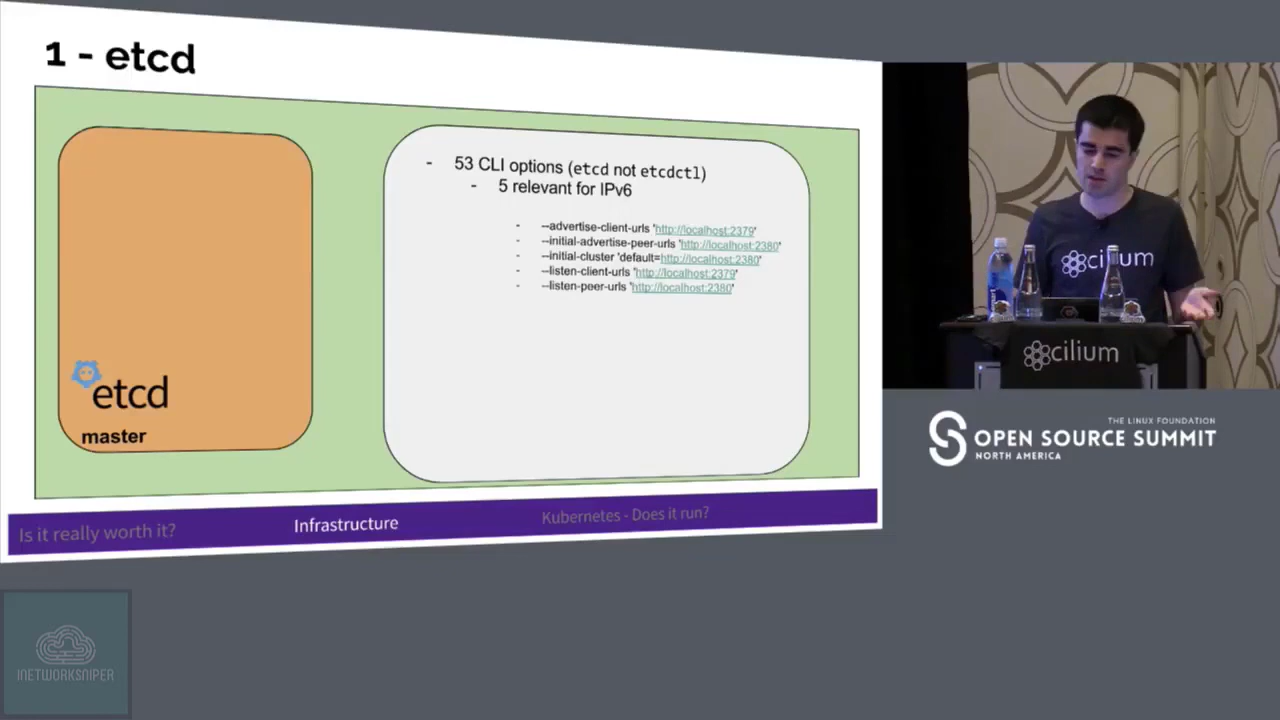 1 - etcd
- 53 CLI options (etcd not etcdctl)
- 5 relevant for IPv6
- --advertise-client-urls 'http://localhost:2379'
- --initial-advertise-peer-urls 'http://localhost:2380'
- --initial-cluster 'default=http://localhost:2380'
- --listen-client-urls 'http://localhost:2379'
- --listen-peer-urls 'http://localhost:2380'
etcd
master
Is it really worth it?
Infrastructure
Kubernetes - Does it run?
cilium
cilium
THE LINUX FOUNDATION
OPEN SOURCE SUMMIT
NORTH AMERICA
INETWORKSNIPER